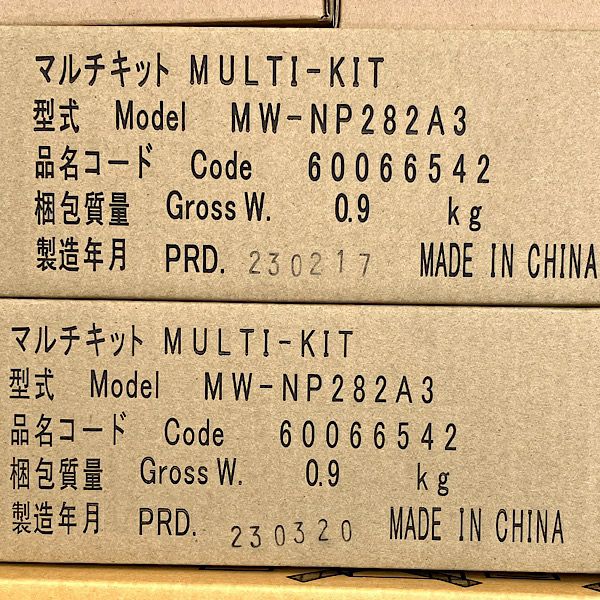 マルチキット MULTI-KIT
型式 Model MW-NP282A3
品名コード Code 60066542
梱包質量 Gross W. 0.9 kg
製造年月 PRD. 230217 MADE IN CHINA
マルチキット MULTI-KIT
型式 Model MW-NP282A3
品名コード Code 60066542
梱包質量 Gross W. 0.9 kg
製造年月 PRD. 230320 MADE IN CHINA